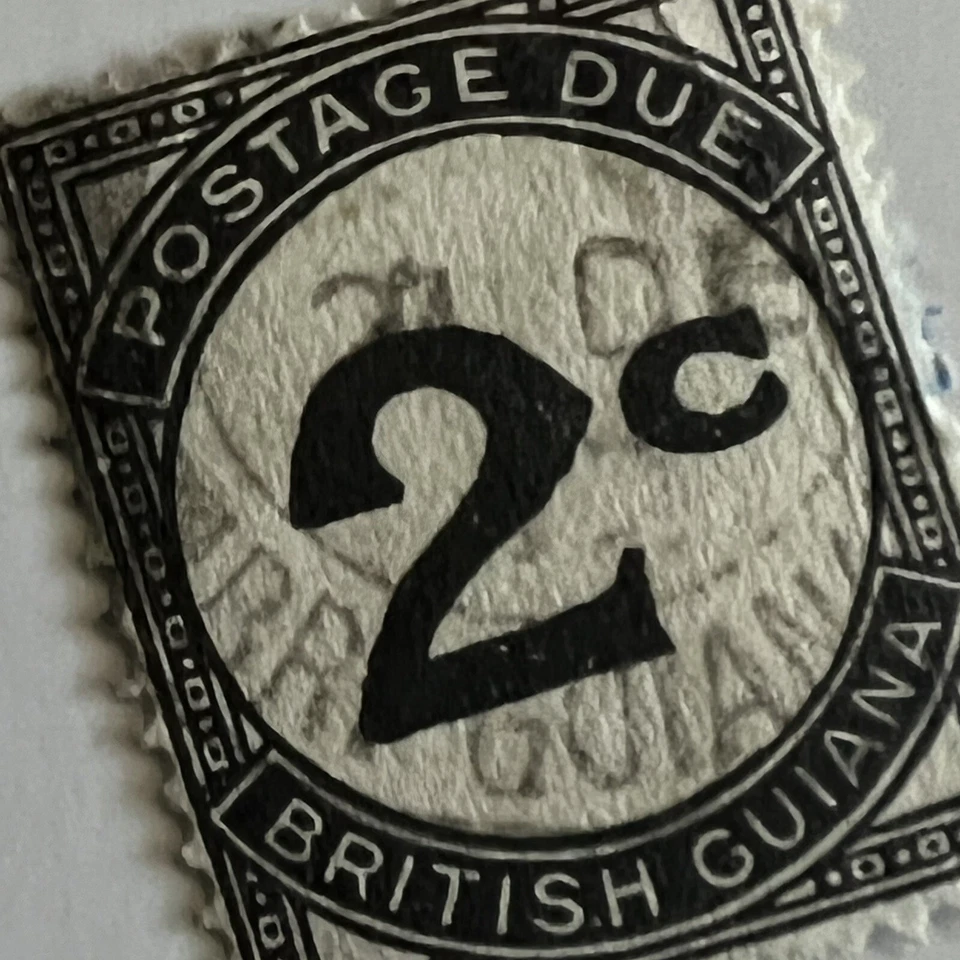 POSTAGE DUE
2c
BRITISH GUIANA